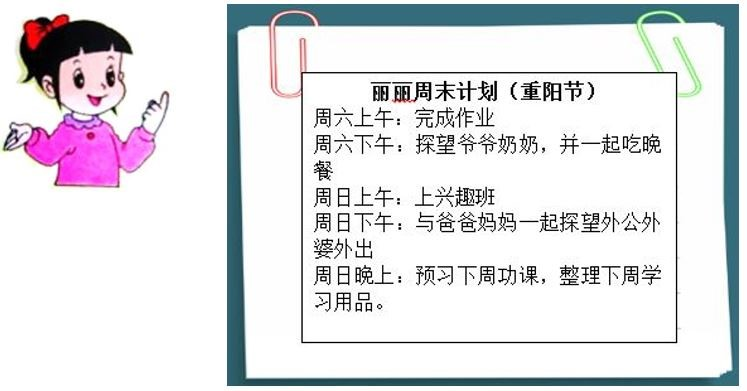 丽丽周末计划（重阳节）
周六上午：完成作业
周六下午：探望爷爷奶奶，并一起吃晚
餐
周日上午：上兴趣班
周日下午：与爸爸妈妈一起探望外公外
婆外出
周日晚上：预习下周功课，整理下周学
习用品。